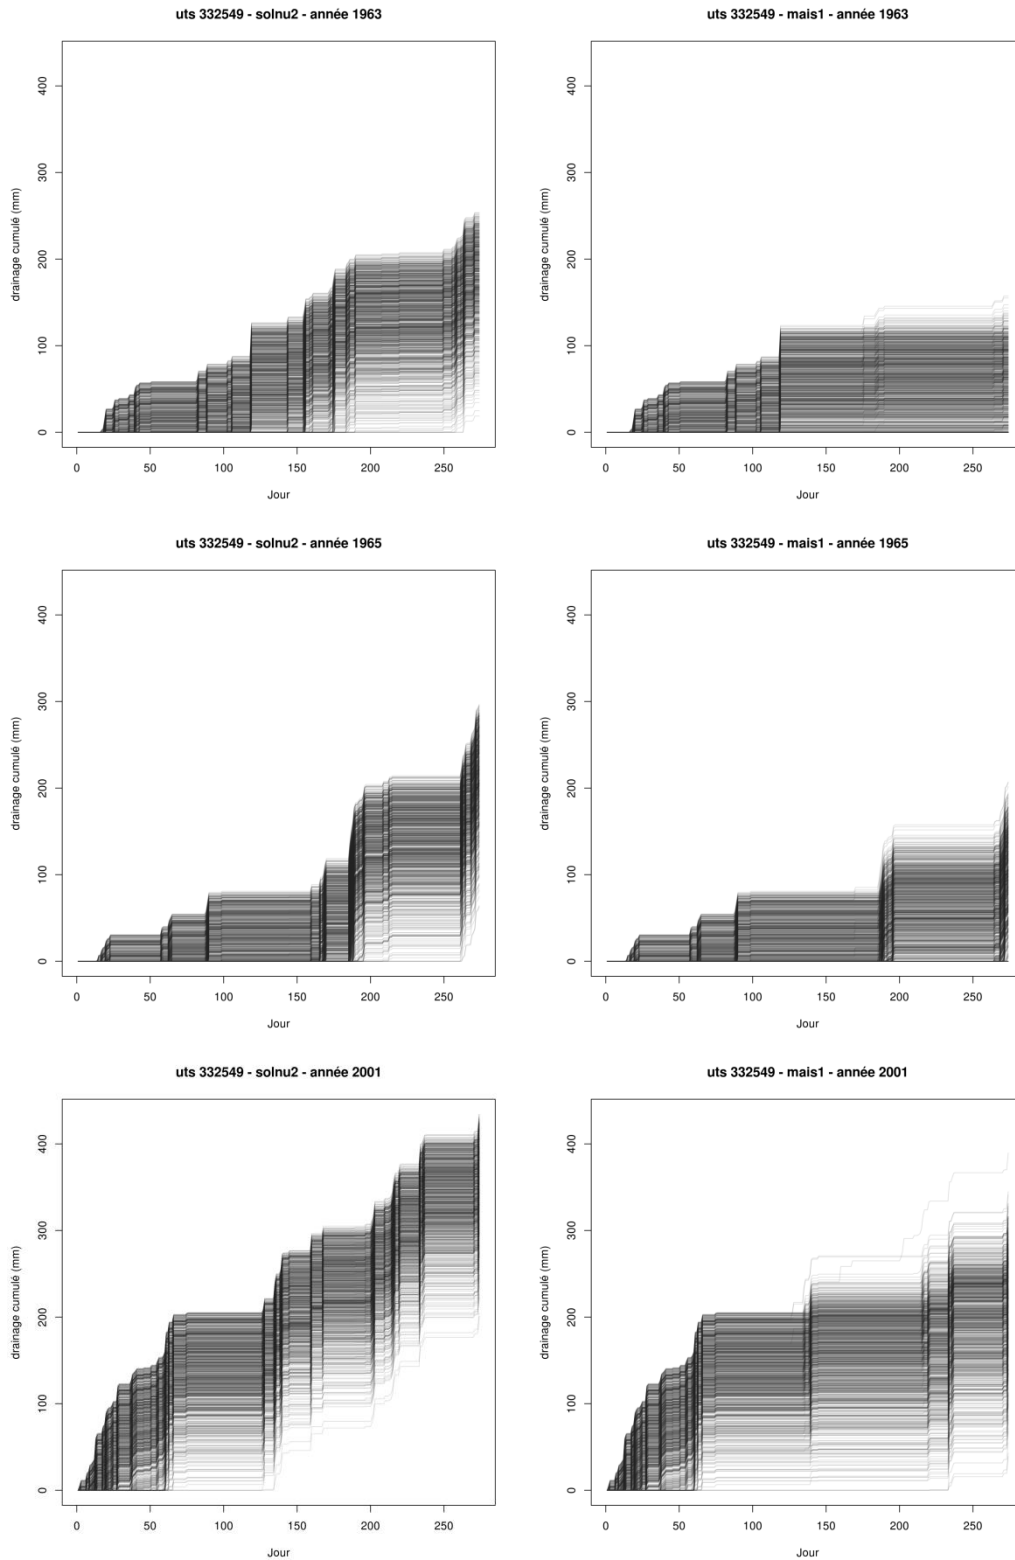 uts 332549 - solnu2 - année 1963
drainage cumulé (mm)
400
300
200
100
0
0 50 100 150 200 250
Jour
uts 332549 - mais1 - année 1963
drainage cumulé (mm)
400
300
200
100
0
0 50 100 150 200 250
Jour
uts 332549 - solnu2 - année 1965
drainage cumulé (mm)
400
300
200
100
0
0 50 100 150 200 250
Jour
uts 332549 - mais1 - année 1965
drainage cumulé (mm)
400
300
200
100
0
0 50 100 150 200 250
Jour
uts 332549 - solnu2 - année 2001
drainage cumulé (mm)
400
300
200
100
0
0 50 100 150 200 250
Jour
uts 332549 - mais1 - année 2001
drainage cumulé (mm)
400
300
200
100
0
0 50 100 150 200 250
Jour